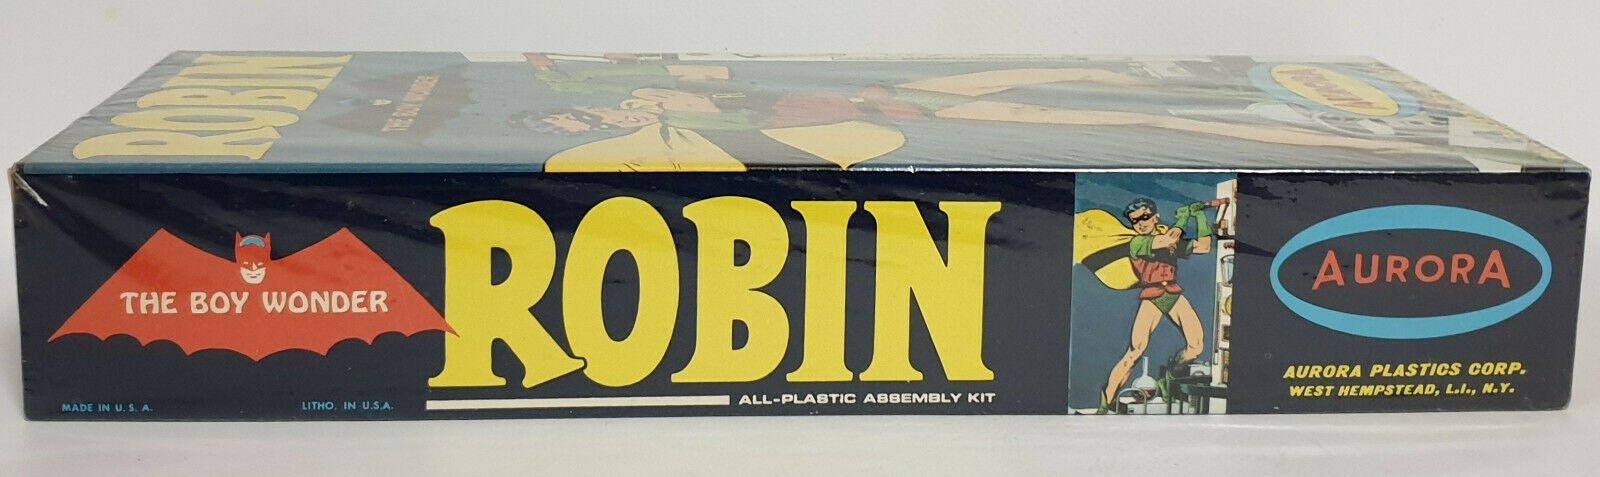 ROBIN
THE BOY WONDER
AURORA
THE BOY WONDER
ROBIN
AURORA
ALL-PLASTIC ASSEMBLY KIT
AURORA PLASTICS CORP.
WEST HEMPSTEAD, L.I., N.Y.
MADE IN U.S.A.
LITHO. IN U.S.A.